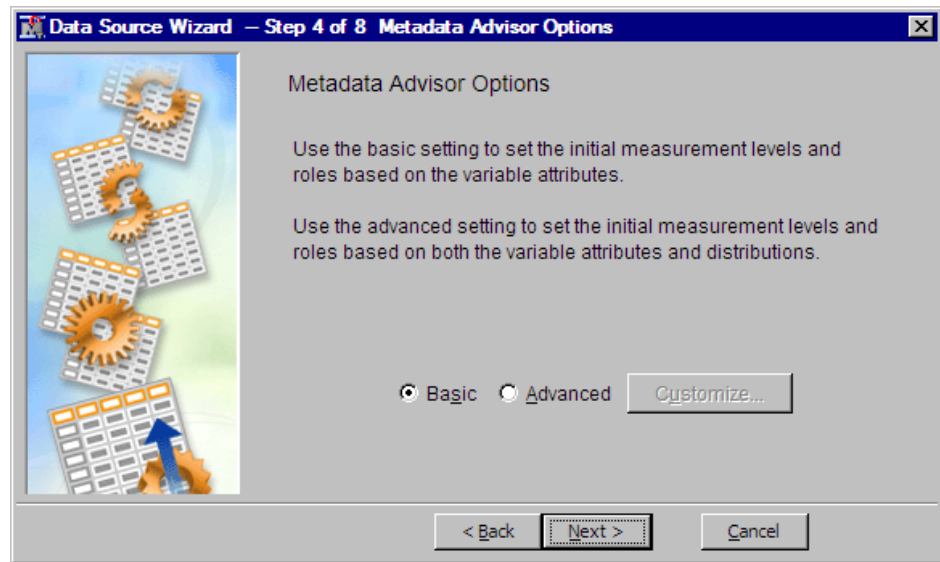 Data Source Wizard – Step 4 of 8 Metadata Advisor Options
Metadata Advisor Options
Use the basic setting to set the initial measurement levels and
roles based on the variable attributes.
Use the advanced setting to set the initial measurement levels and
roles based on both the variable attributes and distributions.
Basic Advanced Customize...
< Back Next > Cancel